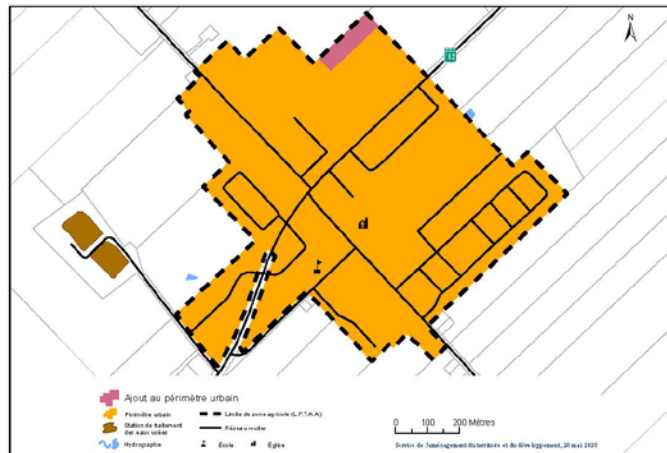 N
Ajout au périmètre urbain
Périmètre urbain
Limite de zone agricole (L.P.T.A.A)
Station de traitement
des eaux usées
Réseau routier
Hydrographie
École
Église
0 100 200 Mètres
Service de l'aménagement du territoire et du développement, 20 mai 2020